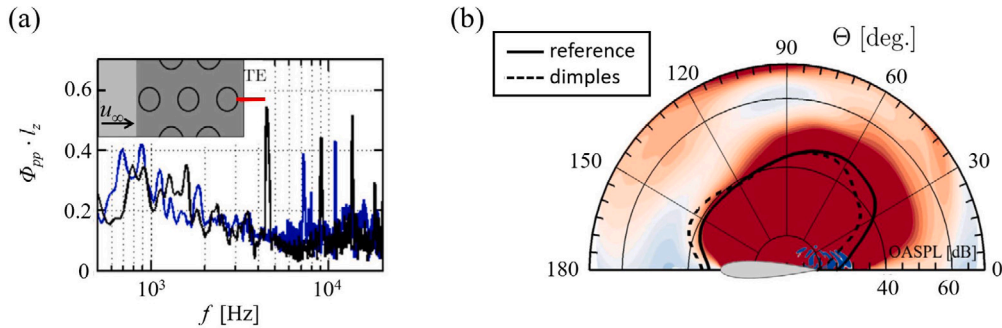 (a)
TE
u∞
Φpp · lz
0.6
0.4
0.2
0
10³
10⁴
f [Hz]
(b)
reference
dimples
Θ [deg.]
90
120
60
150
30
180
OASPL [dB]
0
40
60